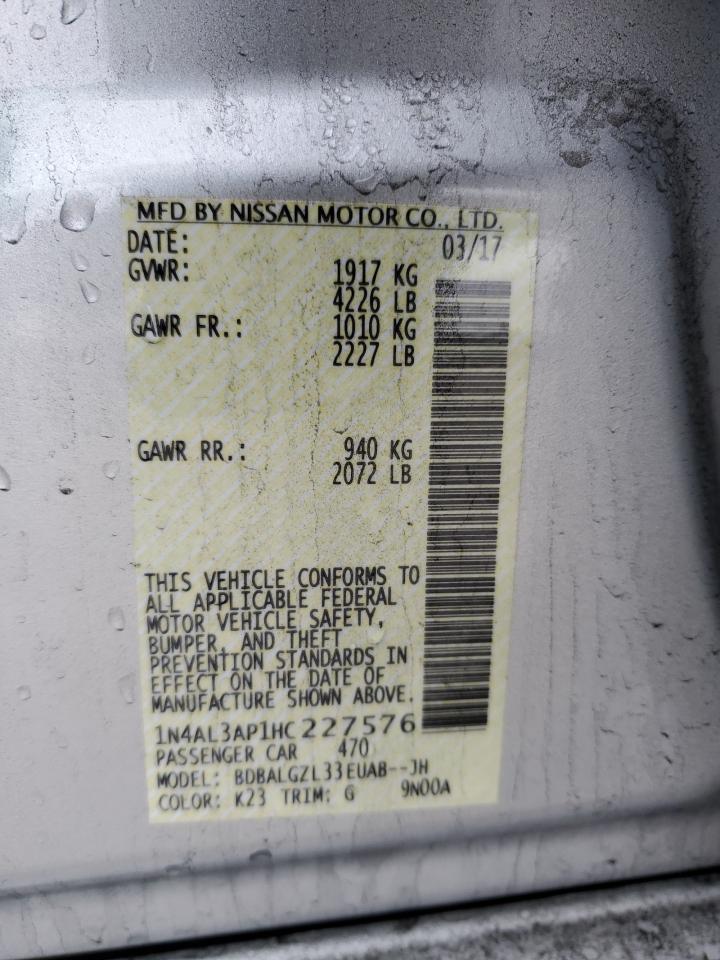 MFD BY NISSAN MOTOR CO., LTD.
DATE: 03/17
GVWR: 1917 KG
4226 LB
GAWR FR.: 1010 KG
2227 LB
GAWR RR.: 940 KG
2072 LB
THIS VEHICLE CONFORMS TO
ALL APPLICABLE FEDERAL
MOTOR VEHICLE SAFETY,
BUMPER, AND THEFT
PREVENTION STANDARDS IN
EFFECT ON THE DATE OF
MANUFACTURE SHOWN ABOVE.
1N4AL3AP1HC227576
PASSENGER CAR 470
MODEL: BDBALGZL33EUAB--JH
COLOR: K23 TRIM: G 9N00A